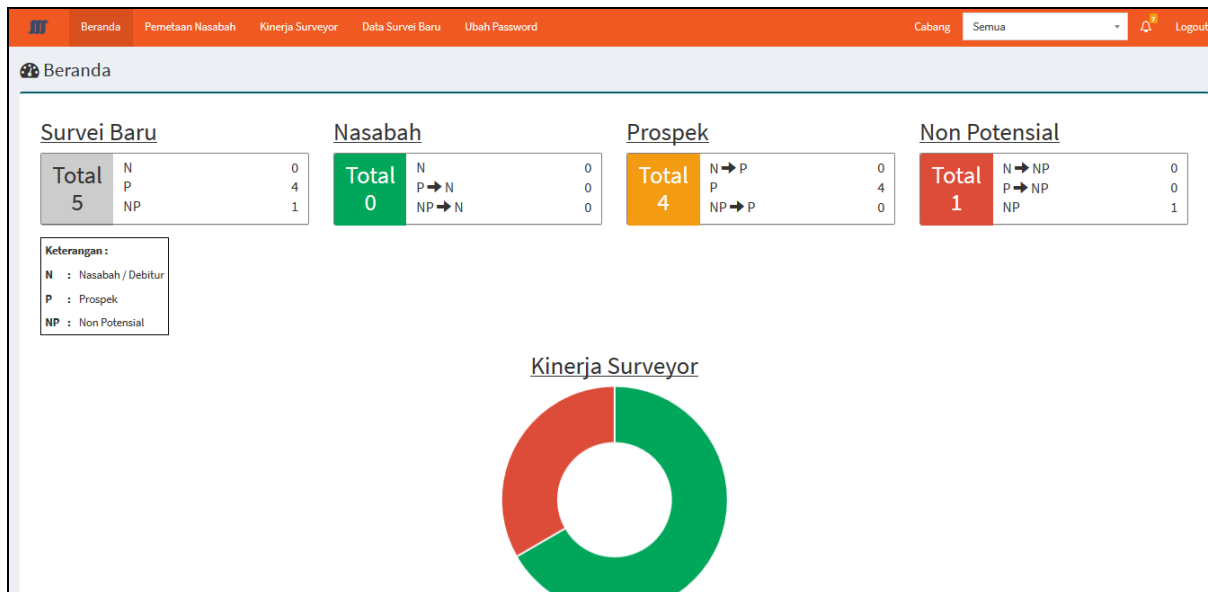 Beranda Pemetaan Nasabah Kinerja Surveyor Data Survei Baru Ubah Password Cabang Semua 7 Logout
Beranda
Survei Baru
Total
5
N 0
P 4
NP 1
Nasabah
Total
0
N 0
P ➜ N 0
NP ➜ N 0
Prospek
Total
4
N ➜ P 0
P 4
NP ➜ P 0
Non Potensial
Total
1
N ➜ NP 0
P ➜ NP 0
NP 1
Keterangan :
N : Nasabah / Debitur
P : Prospek
NP : Non Potensial
Kinerja Surveyor